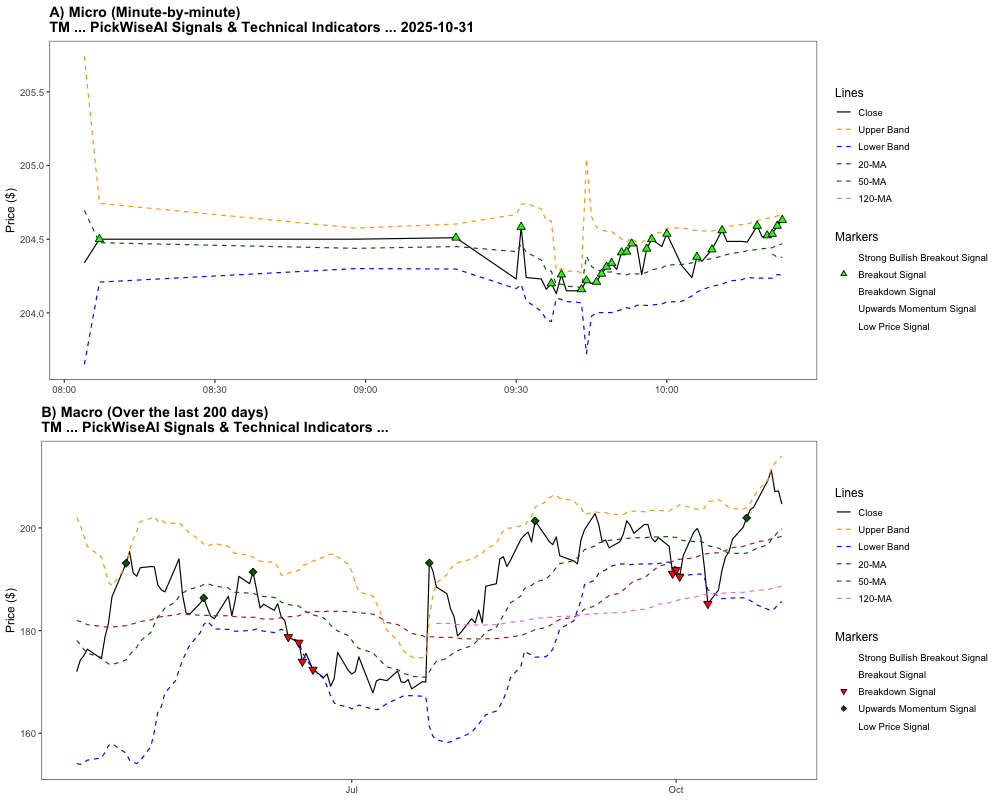 A) Micro (Minute-by-minute)
TM ... PickWiseAI Signals & Technical Indicators ... 2025-10-31
Price ($)
205.5
205.0
204.5
204.0
08:00
08:30
09:00
09:30
10:00
Lines
Close
Upper Band
Lower Band
20-MA
50-MA
120-MA
Markers
Strong Bullish Breakout Signal
Breakout Signal
Breakdown Signal
Upwards Momentum Signal
Low Price Signal
B) Macro (Over the last 200 days)
TM ... PickWiseAI Signals & Technical Indicators ...
Price ($)
200
180
160
Jul
Oct
Lines
Close
Upper Band
Lower Band
20-MA
50-MA
120-MA
Markers
Strong Bullish Breakout Signal
Breakout Signal
Breakdown Signal
Upwards Momentum Signal
Low Price Signal